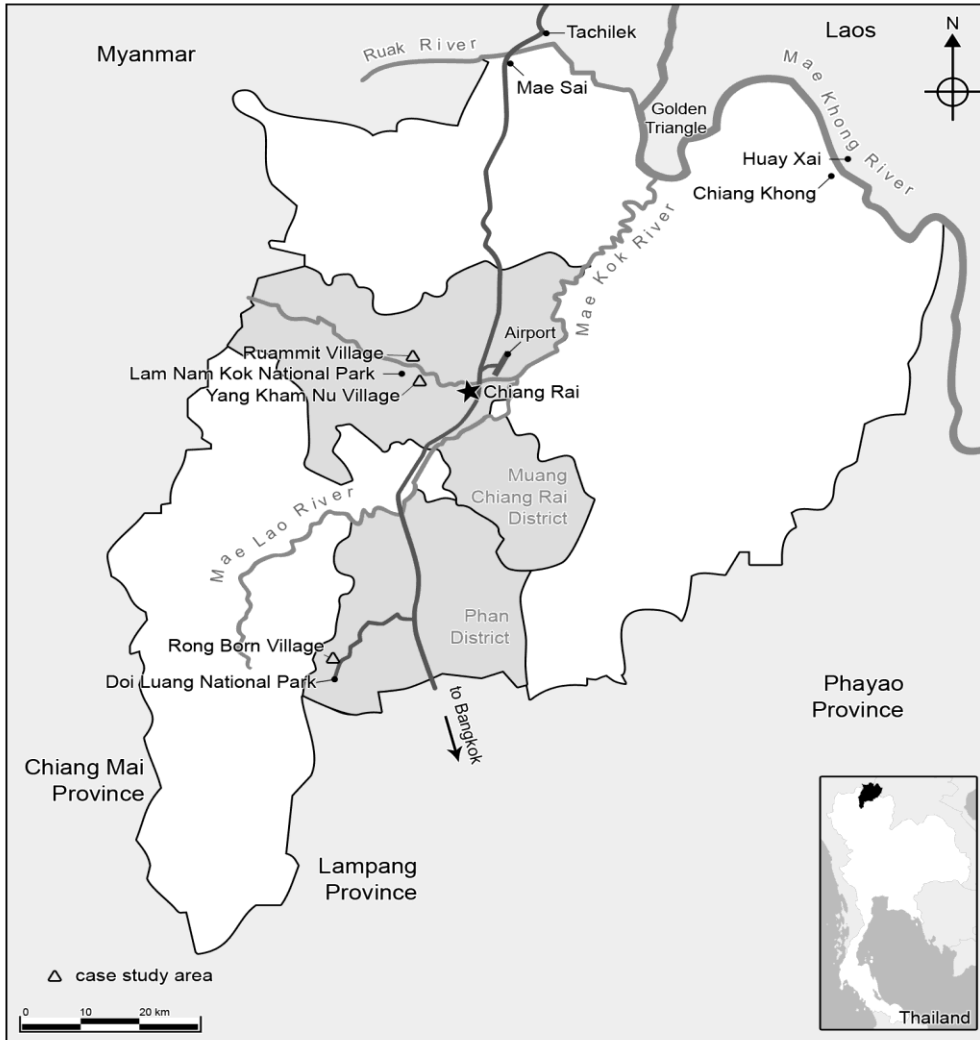 Myanmar
Ruak River
Tachilek
Laos
N
Mae Sai
Golden
Triangle
Mae Khong River
Huay Xai
Chiang Khong
Mae Kok River
Airport
Ruammit Village
Lam Nam Kok National Park
Yang Kham Nu Village
Chiang Rai
Muang
Chiang Rai
District
Mae Lao River
Phan
District
Rong Born Village
Doi Luang National Park
to Bangkok
Phayao
Province
Chiang Mai
Province
Lampang
Province
case study area
0 10 20 km
Thailand